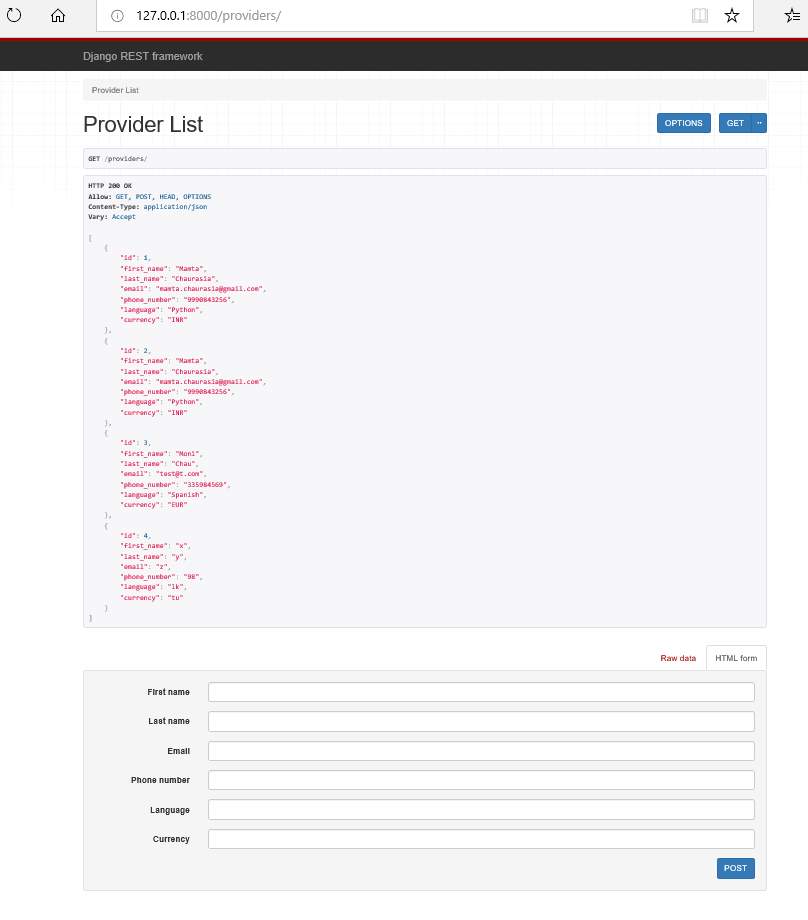 127.0.0.1:8000/providers/
Django REST framework
Provider List
Provider List
OPTIONS
GET
GET /providers/
HTTP 200 OK
Allow: GET, POST, HEAD, OPTIONS
Content-Type: application/json
Vary: Accept
[
{
"id": 1,
"first_name": "Mamta",
"last_name": "Chaurasia",
"email": "mamta.chaurasia@gmail.com",
"phone_number": "9990843256",
"language": "Python",
"currency": "INR"
},
{
"id": 2,
"first_name": "Mamta",
"last_name": "Chaurasia",
"email": "mamta.chaurasia@gmail.com",
"phone_number": "9990843256",
"language": "Python",
"currency": "INR"
},
{
"id": 3,
"first_name": "Moni",
"last_name": "Chau",
"email": "test@t.com",
"phone_number": "335984569",
"language": "Spanish",
"currency": "EUR"
},
{
"id": 4,
"first_name": "x",
"last_name": "y",
"email": "z",
"phone_number": "98",
"language": "lk",
"currency": "tu"
}
]
Raw data HTML form
First name
Last name
Email
Phone number
Language
Currency
POST